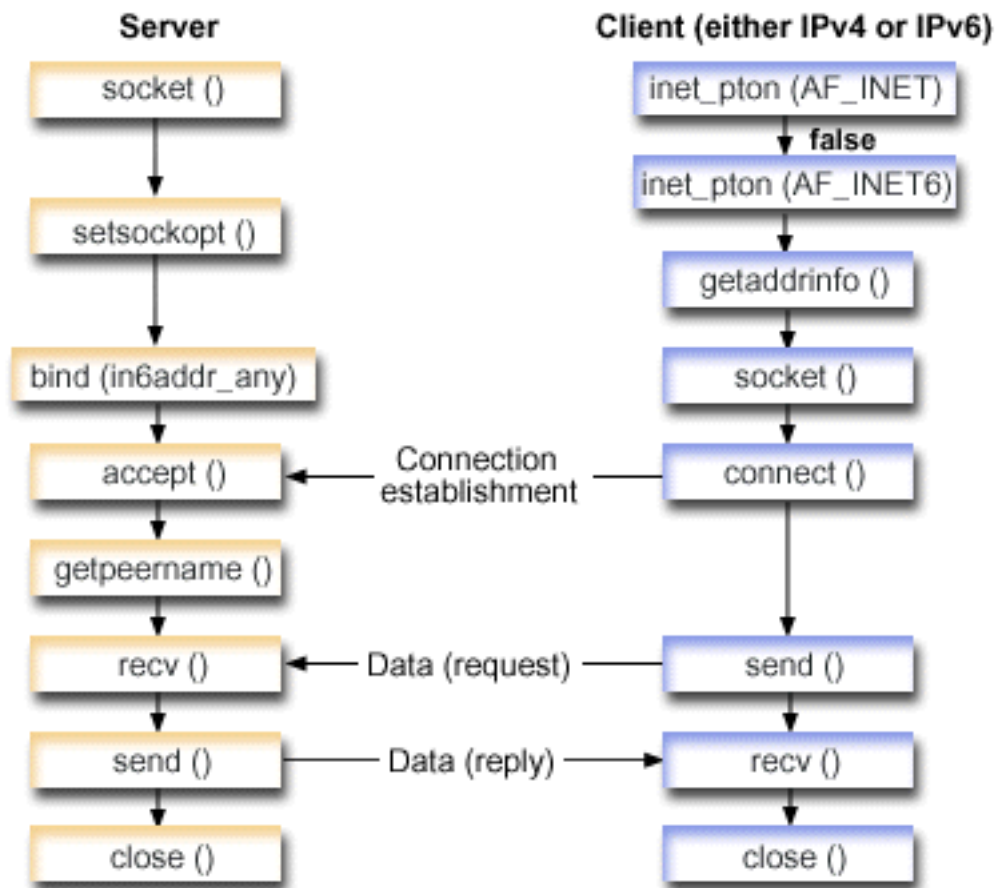 Server
socket ()
setsockopt ()
bind (in6addr_any)
accept ()
getpeername ()
recv ()
send ()
close ()
Connection
establishment
Data (request)
Data (reply)
Client (either IPv4 or IPv6)
inet_pton (AF_INET)
false
inet_pton (AF_INET6)
getaddrinfo ()
socket ()
connect ()
send ()
recv ()
close ()